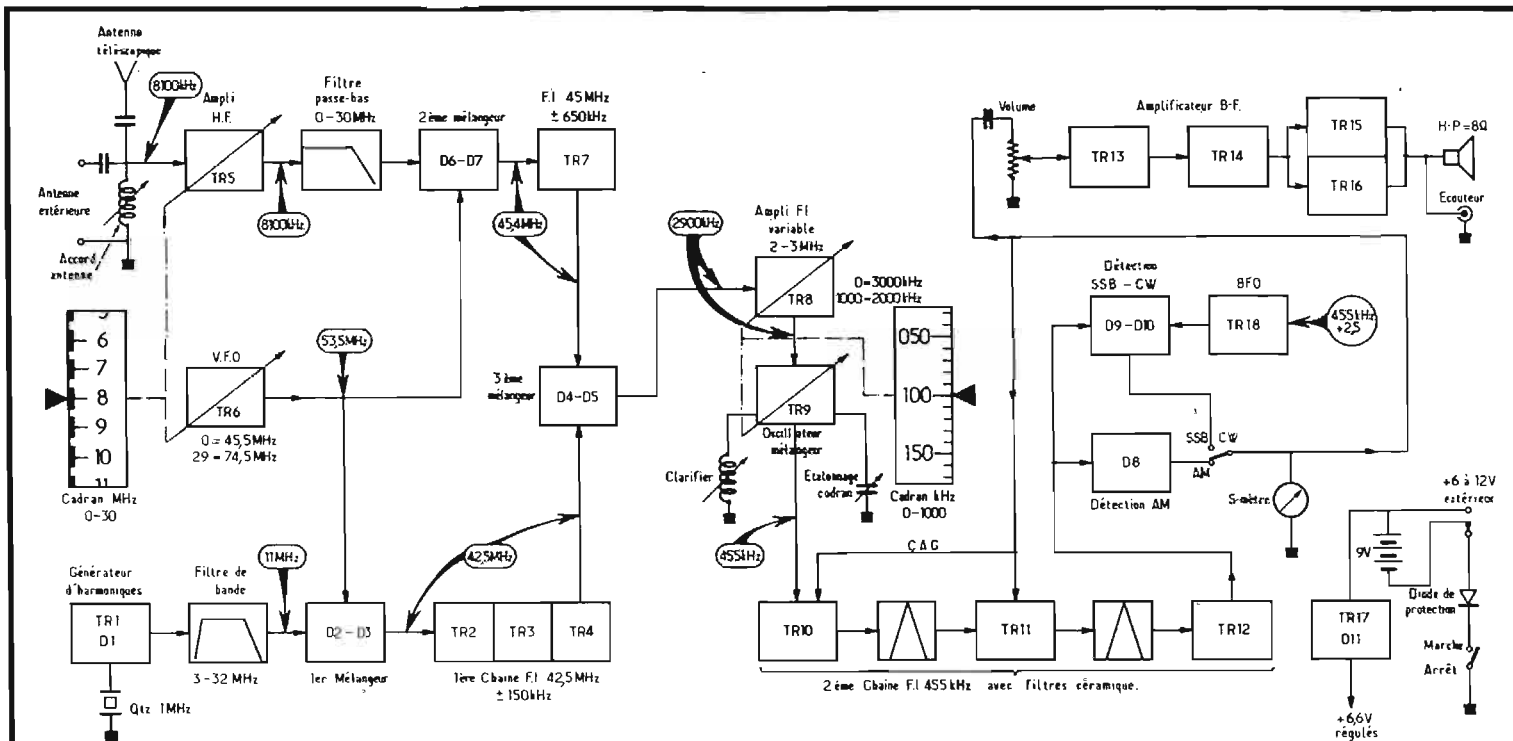 Antenne
téléscopique
8100kHz
Ampli
H.F.
TR5
Filtre
passe-bas
0-30MHz
8100kHz
2ème mélangeur
D6-D7
F.I 45MHz
± 650kHz
TR7
45,4MHz
Antenne
extérieure
Accord
antenne
5
6
7
8
9
10
11
Cadran MHz
0-30
V.F.O
TR6
0 = 45,5MHz
29 = 74,5MHz
53,5MHz
3ème
mélangeur
D4-D5
2900kHz
Ampli FI
variable
2-3MHz
TR8
0=3000kHz
1000=2000kHz
TR9
Oscillateur
mélangeur
Clarifier
Etalonnage
cadran
050
100
150
Cadran kHz
0-1000
455kHz
Volume
Amplificateur B-F.
TR13
TR14
TR15
TR16
H-P=8Ω
Ecouteur
Détection
SSB-CW
D9-D10
BFO
TR18
455kHz
±2,5
SSB
CW
AM
D8
Détection AM
S-mètre
+6 à 12V
extérieur
9V
Diode de
protection
TR17
D11
Marche
Arrêt
+6,6V
régulés
Générateur
d'harmoniques
TR1
D1
Qtz 1MHz
Filtre de
bande
3-32 MHz
11MHz
D2-D3
1er Mélangeur
42,5MHz
TR2
TR3
TR4
1ère Chaine F.I 42,5MHz
± 150kHz
CAG
TR10
TR11
TR12
2ème Chaine F.I 455kHz avec filtres céramique.